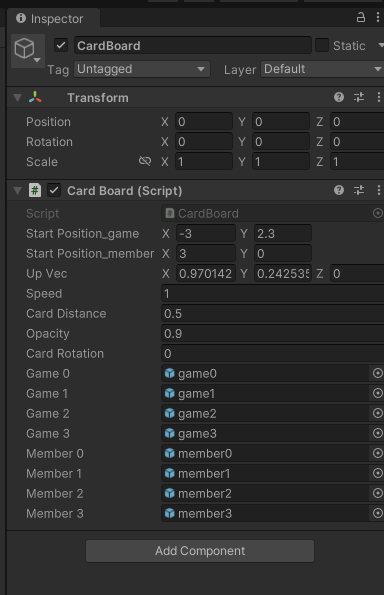 Inspector
CardBoard Static
Tag Untagged Layer Default
Transform
Position X 0 Y 0 Z 0
Rotation X 0 Y 0 Z 0
Scale X 1 Y 1 Z 1
# Card Board (Script)
Script # CardBoard
Start Position_game X -3 Y 2.3
Start Position_member X 3 Y 0
Up Vec X 0.970142 Y 0.242535 Z 0
Speed 1
Card Distance 0.5
Opacity 0.9
Card Rotation 0
Game 0 game0
Game 1 game1
Game 2 game2
Game 3 game3
Member 0 member0
Member 1 member1
Member 2 member2
Member 3 member3
Add Component